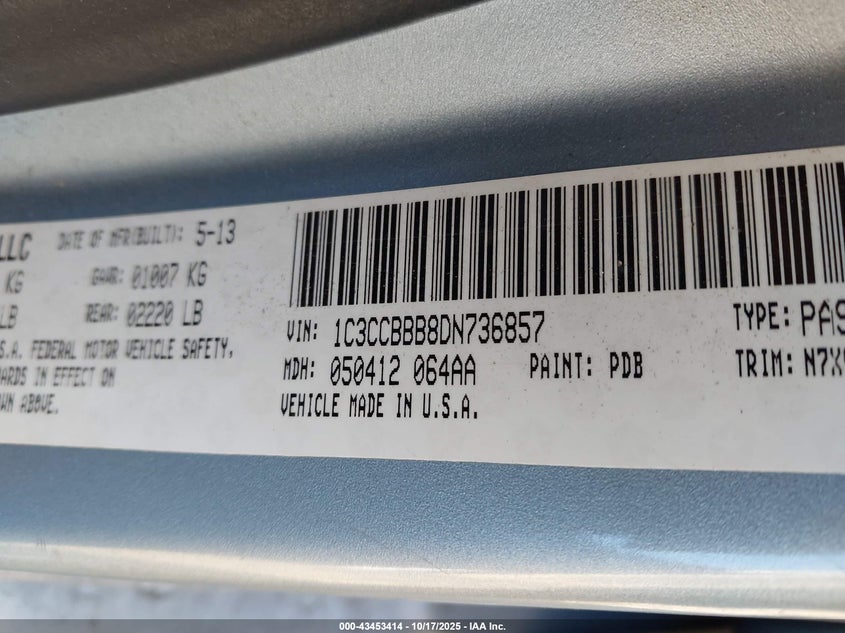 LLC DATE OF MFR(BUILT): 5-13
KG GAWR: 01007 KG
LB REAR: 02220 LB
S.A. FEDERAL MOTOR VEHICLE SAFETY,
ARDS IN EFFECT ON
WN ABOVE.
VIN: 1C3CCBBB8DN736857 TYPE: PAS
MDH: 050412 064AA PAINT: PDB TRIM: N7X
VEHICLE MADE IN U.S.A.
000-43453414 - 10/17/2025 - IAA Inc.